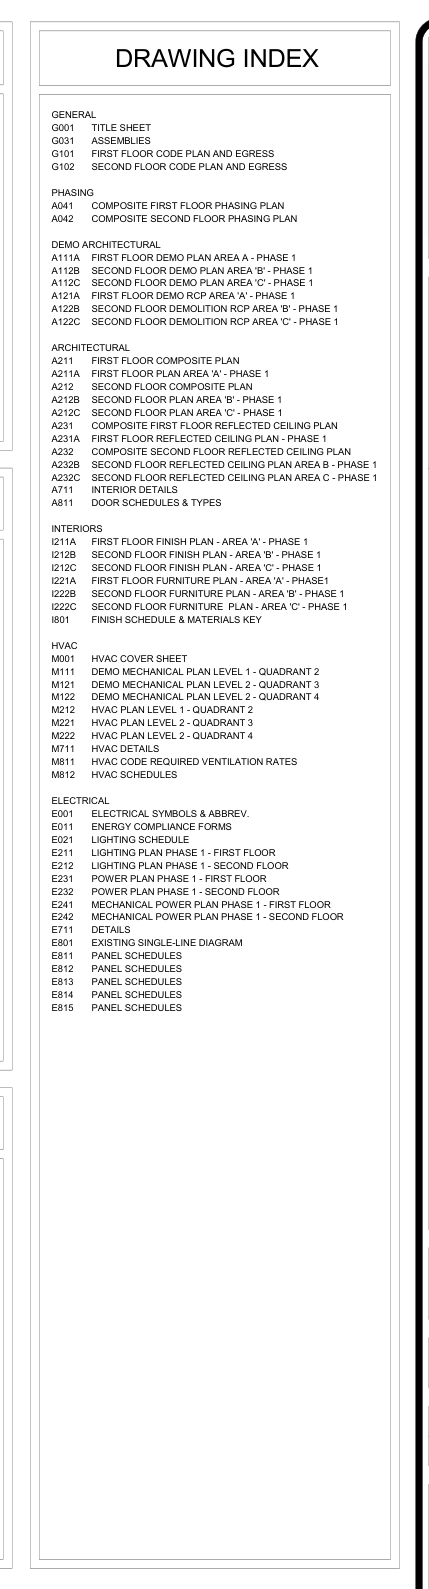 DRAWING INDEX
GENERAL
G001 TITLE SHEET
G031 ASSEMBLIES
G101 FIRST FLOOR CODE PLAN AND EGRESS
G102 SECOND FLOOR CODE PLAN AND EGRESS
PHASING
A041 COMPOSITE FIRST FLOOR PHASING PLAN
A042 COMPOSITE SECOND FLOOR PHASING PLAN
DEMO ARCHITECTURAL
A111A FIRST FLOOR DEMO PLAN AREA A - PHASE 1
A112B SECOND FLOOR DEMO PLAN AREA 'B' - PHASE 1
A112C SECOND FLOOR DEMO PLAN AREA 'C' - PHASE 1
A121A FIRST FLOOR DEMO RCP AREA 'A' - PHASE 1
A122B SECOND FLOOR DEMOLITION RCP AREA 'B' - PHASE 1
A122C SECOND FLOOR DEMOLITION RCP AREA 'C' - PHASE 1
ARCHITECTURAL
A211 FIRST FLOOR COMPOSITE PLAN
A211A FIRST FLOOR PLAN AREA 'A' - PHASE 1
A212 SECOND FLOOR COMPOSITE PLAN
A212B SECOND FLOOR PLAN AREA 'B' - PHASE 1
A212C SECOND FLOOR PLAN AREA 'C' - PHASE 1
A231 COMPOSITE FIRST FLOOR REFLECTED CEILING PLAN
A231A FIRST FLOOR REFLECTED CEILING PLAN - PHASE 1
A232 COMPOSITE SECOND FLOOR REFLECTED CEILING PLAN
A232B SECOND FLOOR REFLECTED CEILING PLAN AREA B - PHASE 1
A232C SECOND FLOOR REFLECTED CEILING PLAN AREA C - PHASE 1
A711 INTERIOR DETAILS
A811 DOOR SCHEDULES & TYPES
INTERIORS
I211A FIRST FLOOR FINISH PLAN - AREA 'A' - PHASE 1
I212B SECOND FLOOR FINISH PLAN - AREA 'B' - PHASE 1
I212C SECOND FLOOR FINISH PLAN - AREA 'C' - PHASE 1
I221A FIRST FLOOR FURNITURE PLAN - AREA 'A' - PHASE1
I222B SECOND FLOOR FURNITURE PLAN - AREA 'B' - PHASE 1
I222C SECOND FLOOR FURNITURE PLAN - AREA 'C' - PHASE 1
I801 FINISH SCHEDULE & MATERIALS KEY
HVAC
M001 HVAC COVER SHEET
M111 DEMO MECHANICAL PLAN LEVEL 1 - QUADRANT 2
M121 DEMO MECHANICAL PLAN LEVEL 2 - QUADRANT 3
M122 DEMO MECHANICAL PLAN LEVEL 2 - QUADRANT 4
M212 HVAC PLAN LEVEL 1 - QUADRANT 2
M221 HVAC PLAN LEVEL 2 - QUADRANT 3
M222 HVAC PLAN LEVEL 2 - QUADRANT 4
M711 HVAC DETAILS
M811 HVAC CODE REQUIRED VENTILATION RATES
M812 HVAC SCHEDULES
ELECTRICAL
E001 ELECTRICAL SYMBOLS & ABBREV.
E011 ENERGY COMPLIANCE FORMS
E021 LIGHTING SCHEDULE
E211 LIGHTING PLAN PHASE 1 - FIRST FLOOR
E212 LIGHTING PLAN PHASE 1 - SECOND FLOOR
E231 POWER PLAN PHASE 1 - FIRST FLOOR
E232 POWER PLAN PHASE 1 - SECOND FLOOR
E241 MECHANICAL POWER PLAN PHASE 1 - FIRST FLOOR
E242 MECHANICAL POWER PLAN PHASE 1 - SECOND FLOOR
E711 DETAILS
E801 EXISTING SINGLE-LINE DIAGRAM
E811 PANEL SCHEDULES
E812 PANEL SCHEDULES
E813 PANEL SCHEDULES
E814 PANEL SCHEDULES
E815 PANEL SCHEDULES